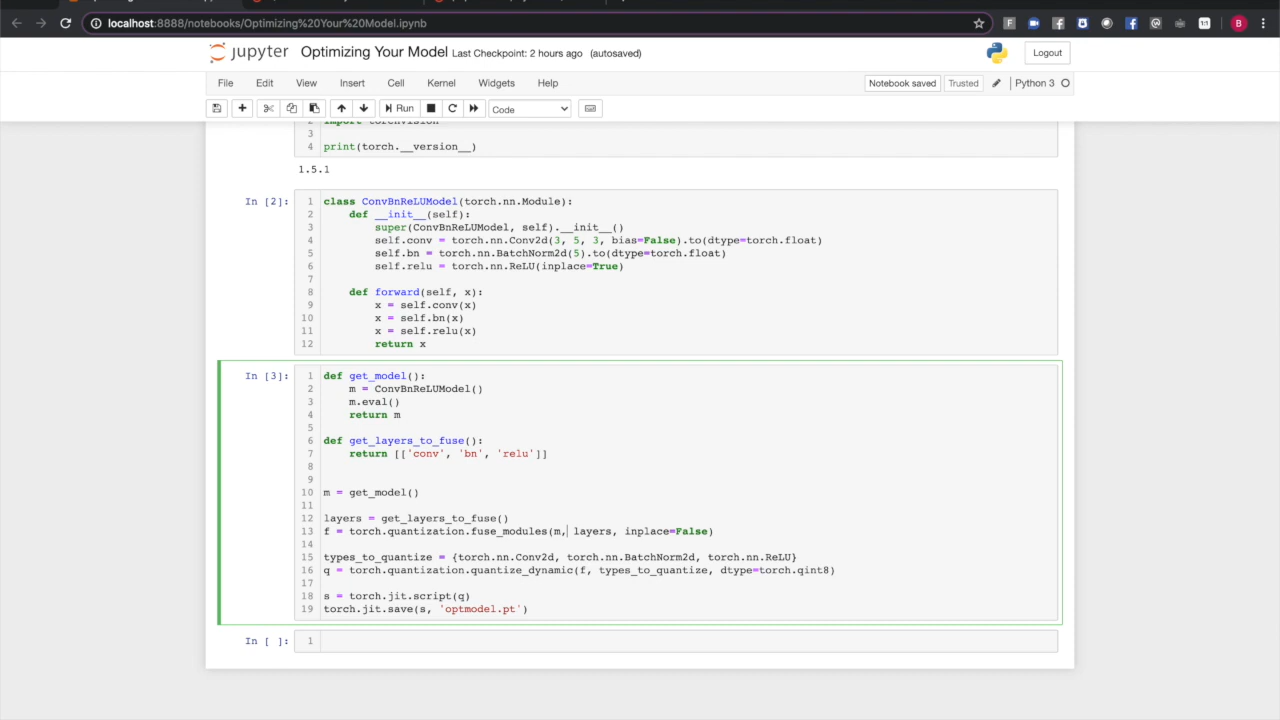 localhost:8888/notebooks/Optimizing%20Your%20Model.ipynb
F
f
1:1
f
B
jupyter Optimizing Your Model Last Checkpoint: 2 hours ago (autosaved)
Logout
File Edit View Insert Cell Kernel Widgets Help
Notebook saved Trusted Python 3
Run Code
2 import torchvision
3
4 print(torch.__version__)
1.5.1
In [2]: 1 class ConvBnReLUModel(torch.nn.Module):
2     def __init__(self):
3         super(ConvBnReLUModel, self).__init__()
4         self.conv = torch.nn.Conv2d(3, 5, 3, bias=False).to(dtype=torch.float)
5         self.bn = torch.nn.BatchNorm2d(5).to(dtype=torch.float)
6         self.relu = torch.nn.ReLU(inplace=True)
7
8     def forward(self, x):
9         x = self.conv(x)
10         x = self.bn(x)
11         x = self.relu(x)
12         return x
In [3]: 1 def get_model():
2     m = ConvBnReLUModel()
3     m.eval()
4     return m
5
6 def get_layers_to_fuse():
7     return [['conv', 'bn', 'relu']]
8
9
10 m = get_model()
11
12 layers = get_layers_to_fuse()
13 f = torch.quantization.fuse_modules(m, layers, inplace=False)
14
15 types_to_quantize = {torch.nn.Conv2d, torch.nn.BatchNorm2d, torch.nn.ReLU}
16 q = torch.quantization.quantize_dynamic(f, types_to_quantize, dtype=torch.qint8)
17
18 s = torch.jit.script(q)
19 torch.jit.save(s, 'optmodel.pt')
In [ ]: 1